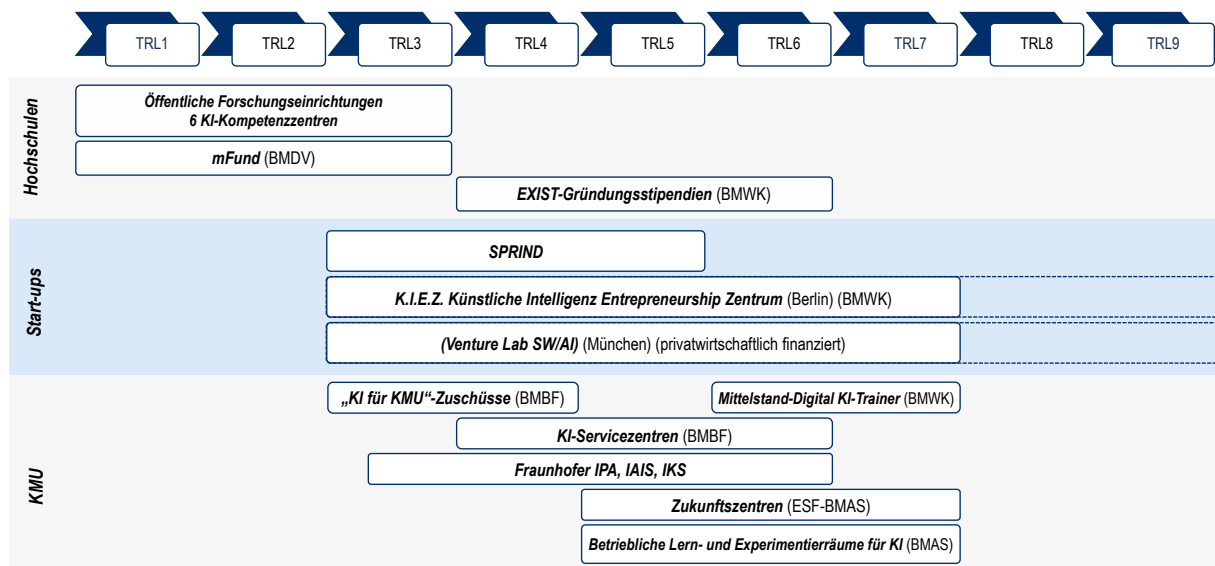 TRL1 TRL2 TRL3 TRL4 TRL5 TRL6 TRL7 TRL8 TRL9
Hochschulen
Öffentliche Forschungseinrichtungen
6 KI-Kompetenzzentren
mFund (BMDV)
EXIST-Gründungsstipendien (BMWK)
Start-ups
SPRIND
K.I.E.Z. Künstliche Intelligenz Entrepreneurship Zentrum (Berlin) (BMWK)
(Venture Lab SW/AI) (München) (privatwirtschaftlich finanziert)
KMU
„KI für KMU“-Zuschüsse (BMBF) Mittelstand-Digital KI-Trainer (BMWK)
KI-Servicezentren (BMBF)
Fraunhofer IPA, IAIS, IKS
Zukunftszentren (ESF-BMAS)
Betriebliche Lern- und Experimentierräume für KI (BMAS)